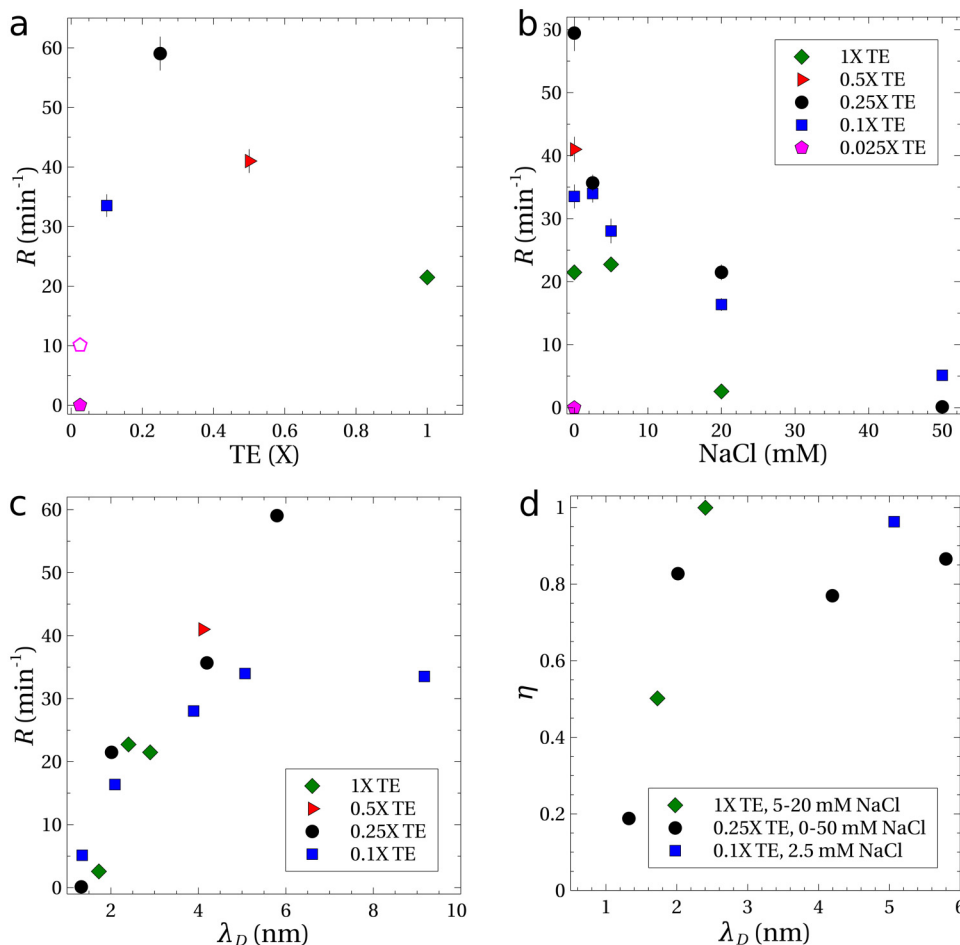 a
R (min⁻¹)
60
50
40
30
20
10
0
0 0.2 0.4 0.6 0.8 1
TE (X)
b
R (min⁻¹)
60
50
40
30
20
10
0
1X TE
0.5X TE
0.25X TE
0.1X TE
0.025X TE
0 10 20 30 40 50
NaCl (mM)
c
R (min⁻¹)
60
50
40
30
20
10
0
1X TE
0.5X TE
0.25X TE
0.1X TE
2 4 6 8 10
λ_D (nm)
d
η
1
0.8
0.6
0.4
0.2
0
1X TE, 5-20 mM NaCl
0.25X TE, 0-50 mM NaCl
0.1X TE, 2.5 mM NaCl
1 2 3 4 5 6
λ_D (nm)